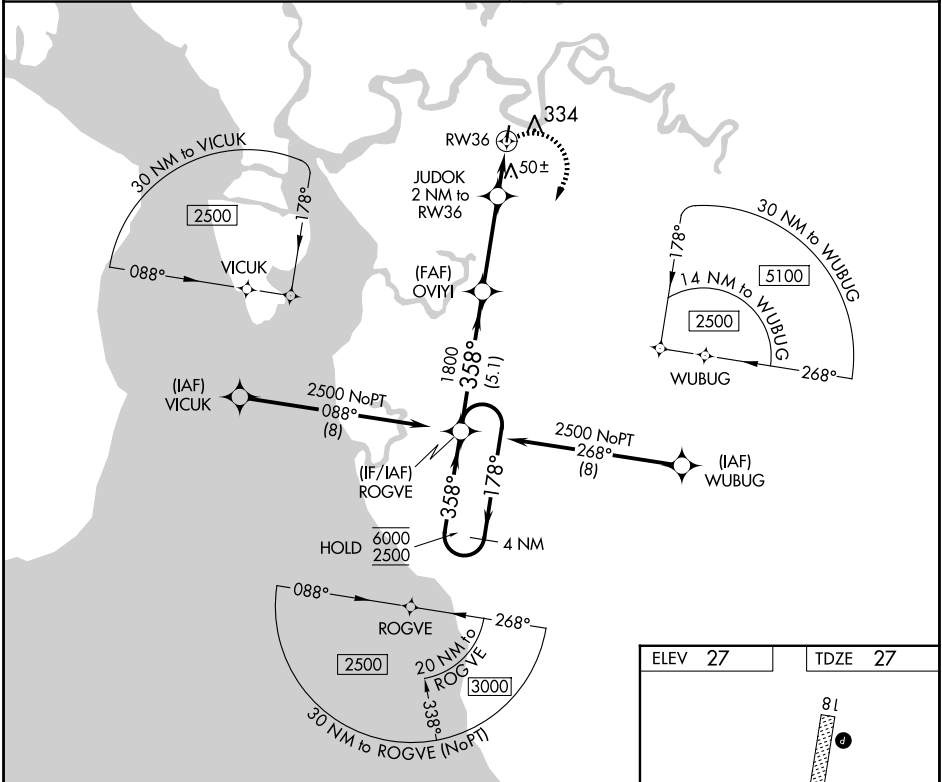 334
RW36
50±
JUDOK
2 NM to
RW36
30 NM to VICUK
2500
178°
088°
VICUK
(FAF)
OVIYI
30 NM to WUBUG
178°
5100
14 NM to WUBUG
2500
268°
WUBUG
1800
358°
(5.1)
(IAF)
VICUK
2500 NoPT
088°
(8)
2500 NoPT
268°
(8)
(IAF)
WUBUG
(IF/IAF)
ROGVE
358°
178°
HOLD
6000
2500
4 NM
088°
ROGVE
268°
2500
20 NM to
ROGVE
3000
338°
30 NM to ROGVE (NoPT)
ELEV 27
TDZE 27
18
P